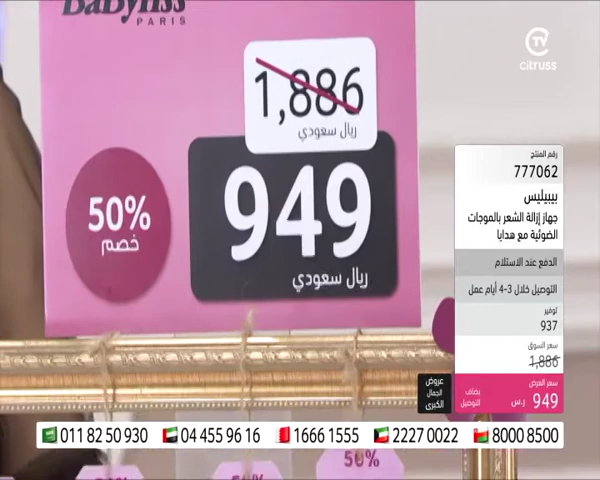 BaByliss
PARIS
1,886
ريال سعودي
949
ريال سعودي
50%
خصم
citruss
TV
رقم المنتج
777062
بيبيليس
جهاز إزالة الشعر بالموجات
الضوئية مع هدايا
الدفع عند الاستلام
التوصيل خلال 3-4 أيام عمل
توفير
937
سعر السوق
1,886
سعر العرض
949 ر.س
يضاف
التوصيل
عروض
الجمال
الكبرى
011 82 50 930
04 455 96 16
1666 1555
2227 0022
8000 8500
50%